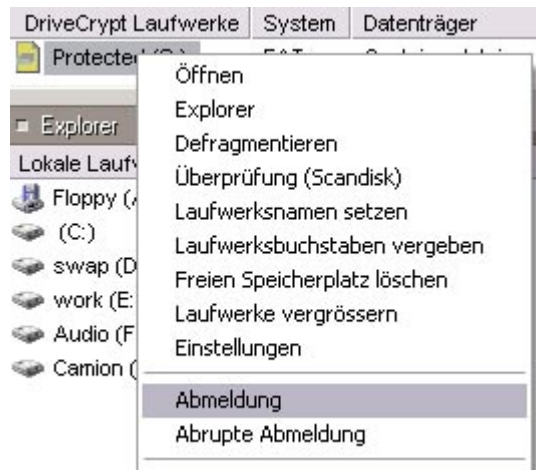 DriveCrypt Laufwerke System Datenträger
Protected
Öffnen
Explorer
Defragmentieren
Überprüfung (Scandisk)
Laufwerksnamen setzen
Laufwerksbuchstaben vergeben
Freien Speicherplatz löschen
Laufwerke vergrössern
Einstellungen
Abmeldung
Abrupte Abmeldung
Explorer
Lokale
Floppy
(C:)
swap (D
work (E:
Audio (F
Camion (